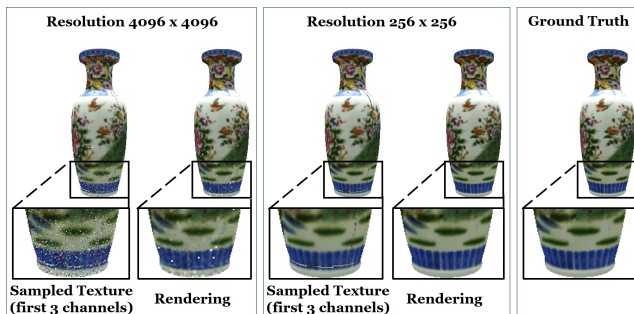 Resolution 4096 x 4096
Resolution 256 x 256
Ground Truth
Sampled Texture
(first 3 channels)
Rendering
Sampled Texture
(first 3 channels)
Rendering